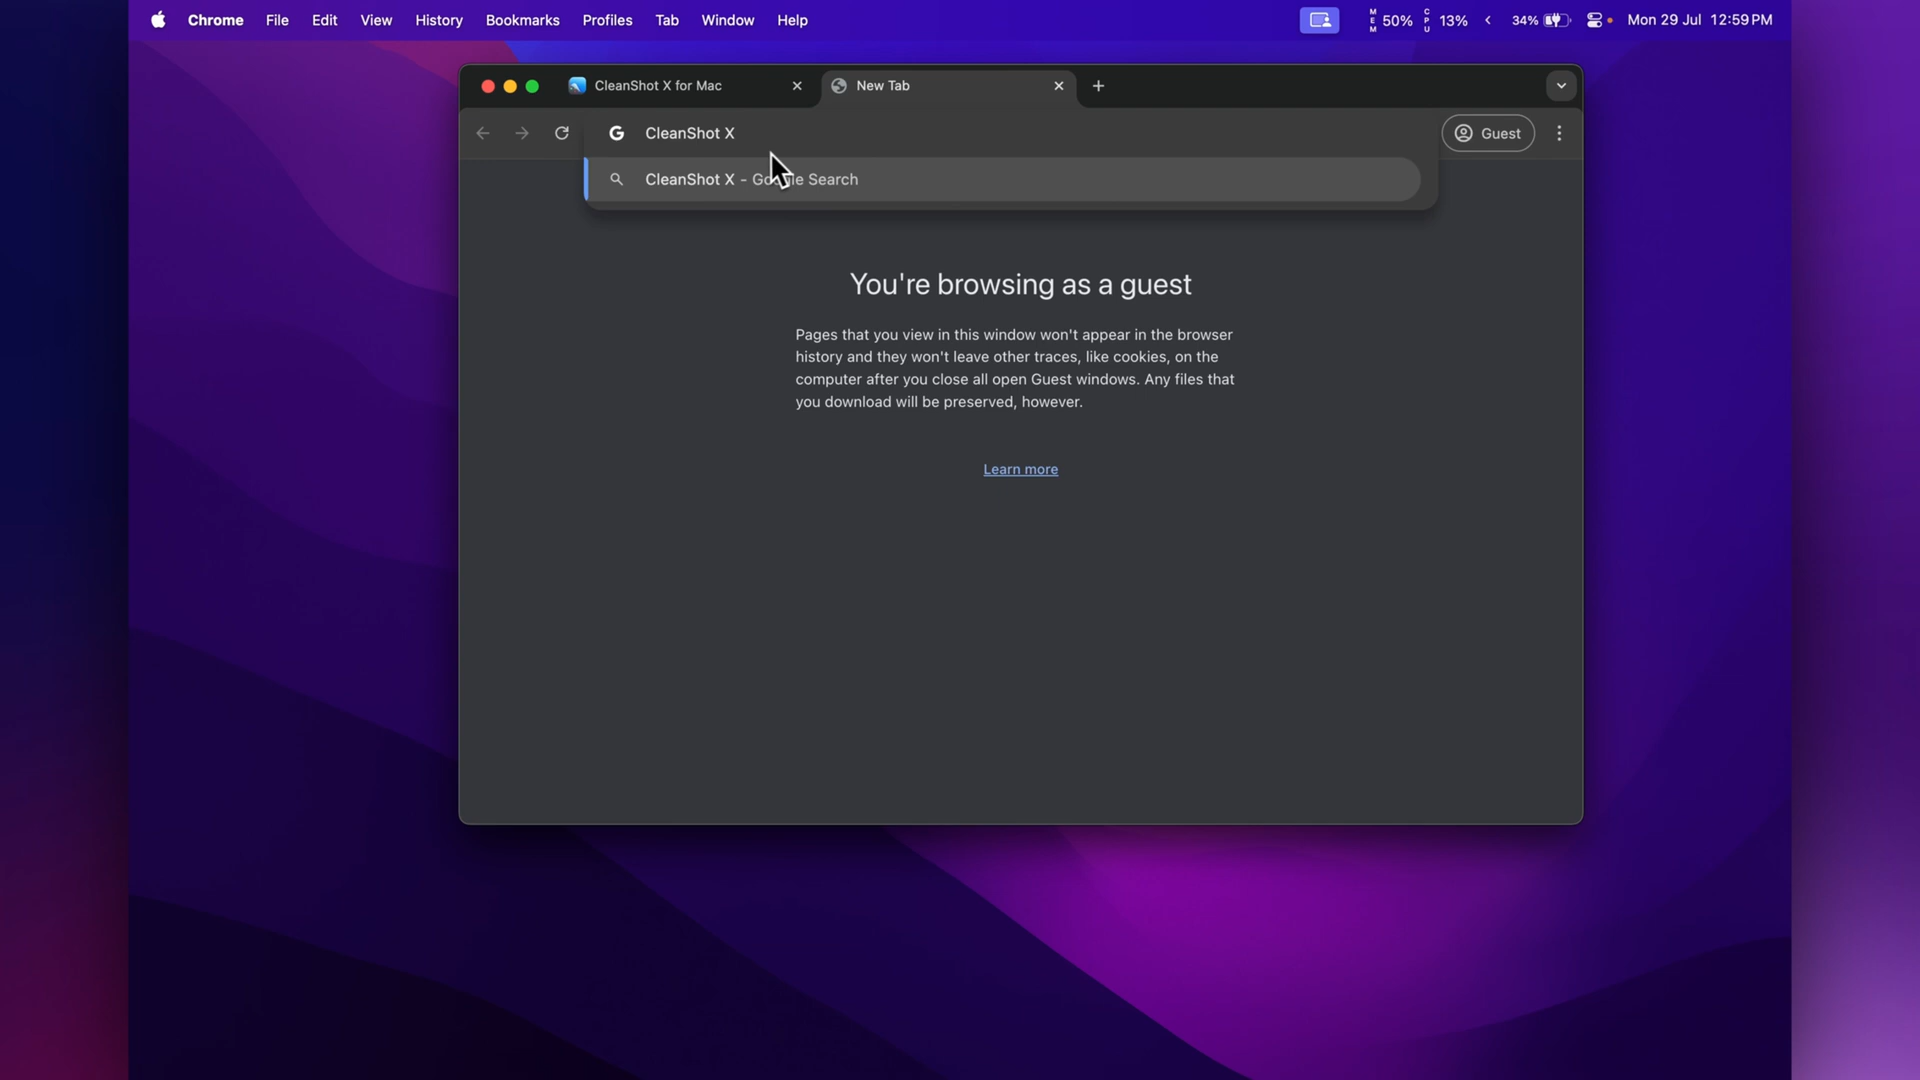 Chrome File Edit View History Bookmarks Profiles Tab Window Help
MEM 50% CPU 13% 34% Mon 29 Jul 12:59 PM
CleanShot X for Mac
New Tab
G CleanShot X
Guest
CleanShot X - Google Search
You're browsing as a guest
Pages that you view in this window won't appear in the browser
history and they won't leave other traces, like cookies, on the
computer after you close all open Guest windows. Any files that
you download will be preserved, however.
Learn more